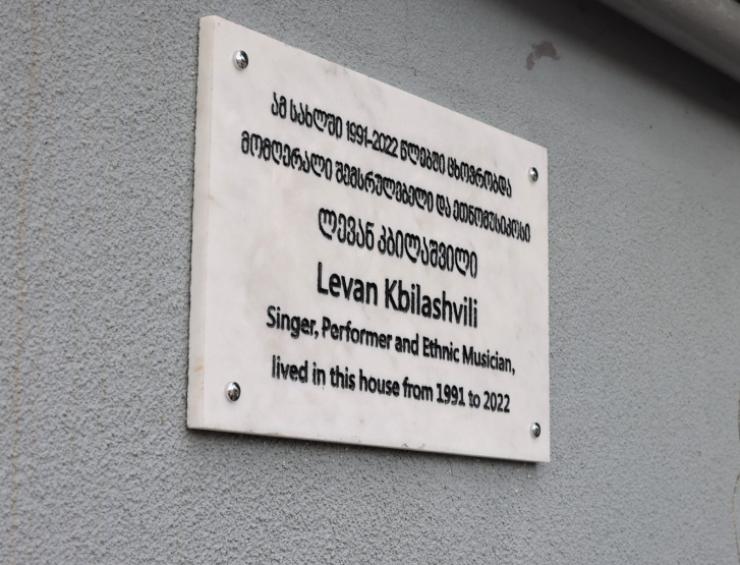 ამ სახლში 1991-2022 წლებში ცხოვრობდა
მომღერალი შემსრულებელი და ეთნომუსიკოსი
ლევან კბილაშვილი
Levan Kbilashvili
Singer, Performer and Ethnic Musician,
lived in this house from 1991 to 2022